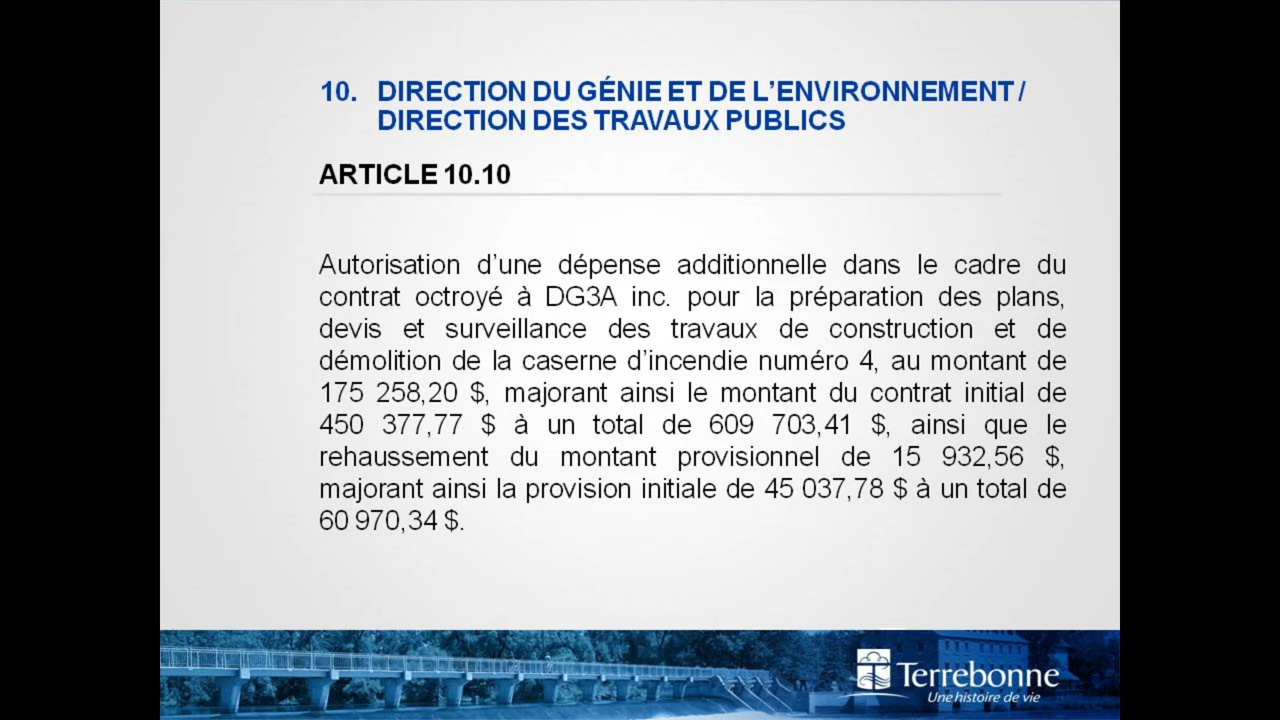 10. DIRECTION DU GÉNIE ET DE L'ENVIRONNEMENT /
DIRECTION DES TRAVAUX PUBLICS
ARTICLE 10.10
Autorisation d'une dépense additionnelle dans le cadre du
contrat octroyé à DG3A inc. pour la préparation des plans,
devis et surveillance des travaux de construction et de
démolition de la caserne d'incendie numéro 4, au montant de
175 258,20 $, majorant ainsi le montant du contrat initial de
450 377,77 $ à un total de 609 703,41 $, ainsi que le
rehaussement du montant provisionnel de 15 932,56 $,
majorant ainsi la provision initiale de 45 037,78 $ à un total de
60 970,34 $.
Terrebonne
Une histoire de vie